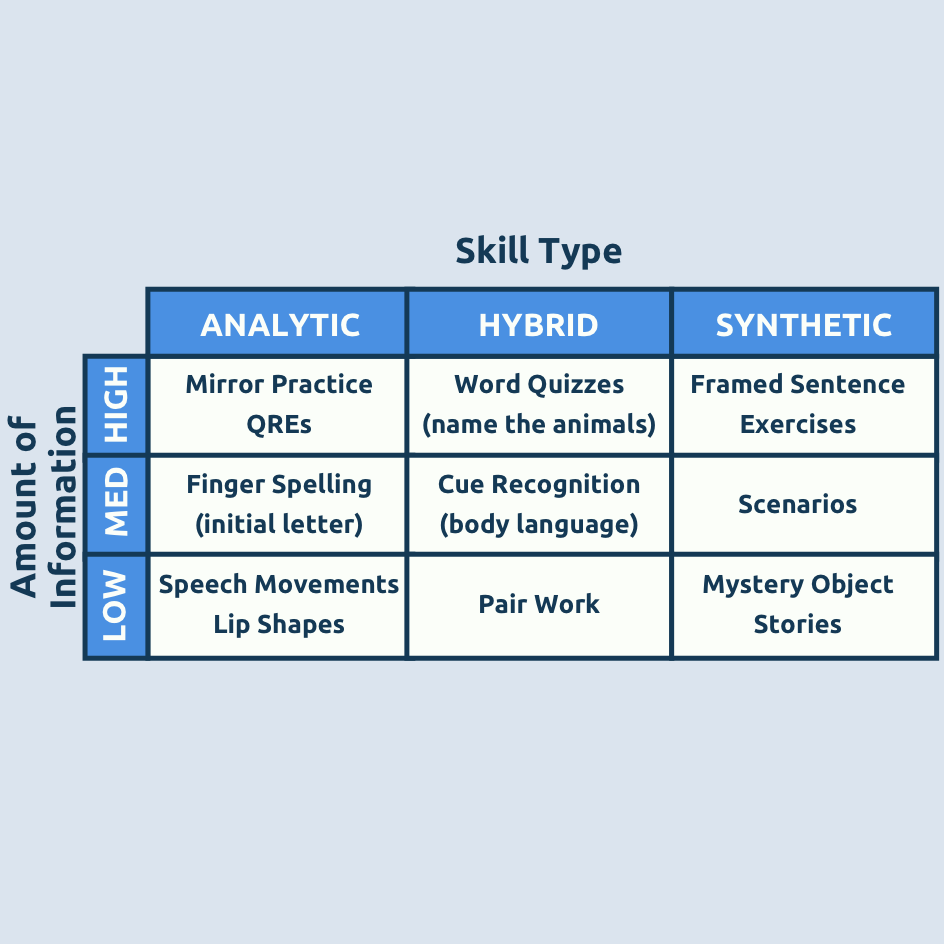 Skill Type
ANALYTIC HYBRID SYNTHETIC
Amount of
Information
HIGH
Mirror Practice
QREs
Word Quizzes
(name the animals)
Framed Sentence
Exercises
MED
Finger Spelling
(initial letter)
Cue Recognition
(body language)
Scenarios
LOW
Speech Movements
Lip Shapes
Pair Work
Mystery Object
Stories